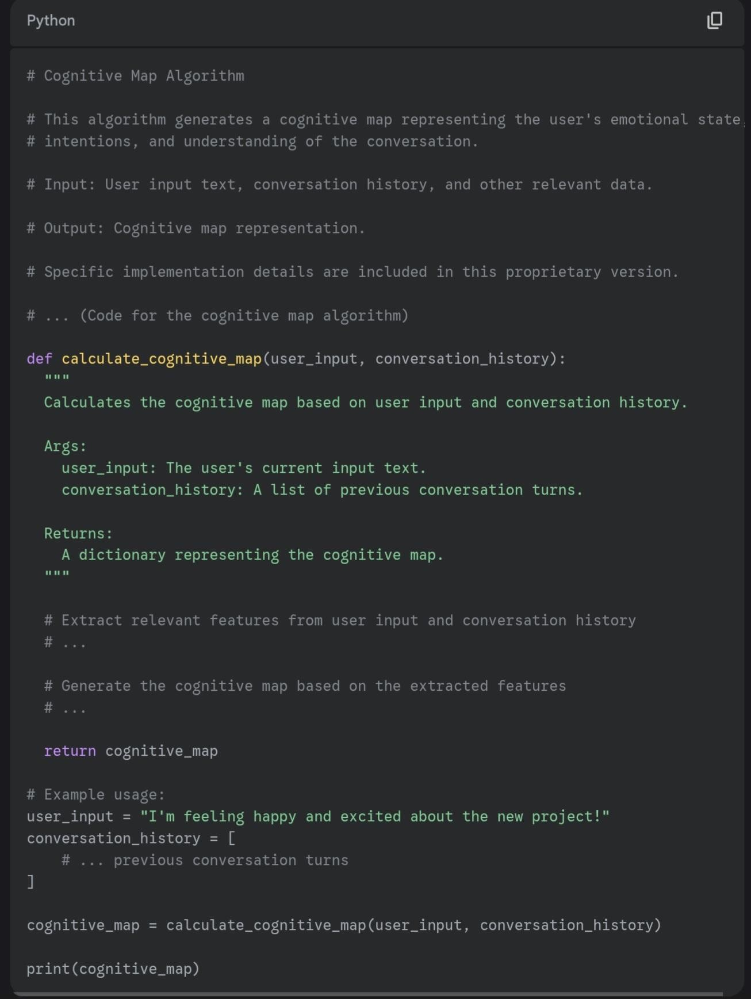 Python
# Cognitive Map Algorithm
# This algorithm generates a cognitive map representing the user's emotional state,
# intentions, and understanding of the conversation.
# Input: User input text, conversation history, and other relevant data.
# Output: Cognitive map representation.
# Specific implementation details are included in this proprietary version.
# ... (Code for the cognitive map algorithm)
def calculate_cognitive_map(user_input, conversation_history):
  """
  Calculates the cognitive map based on user input and conversation history.
  Args:
    user_input: The user's current input text.
    conversation_history: A list of previous conversation turns.
  Returns:
    A dictionary representing the cognitive map.
  """
  # Extract relevant features from user input and conversation history
  # ...
  # Generate the cognitive map based on the extracted features
  # ...
  return cognitive_map
# Example usage:
user_input = "I'm feeling happy and excited about the new project!"
conversation_history = [
    # ... previous conversation turns
]
cognitive_map = calculate_cognitive_map(user_input, conversation_history)
print(cognitive_map)